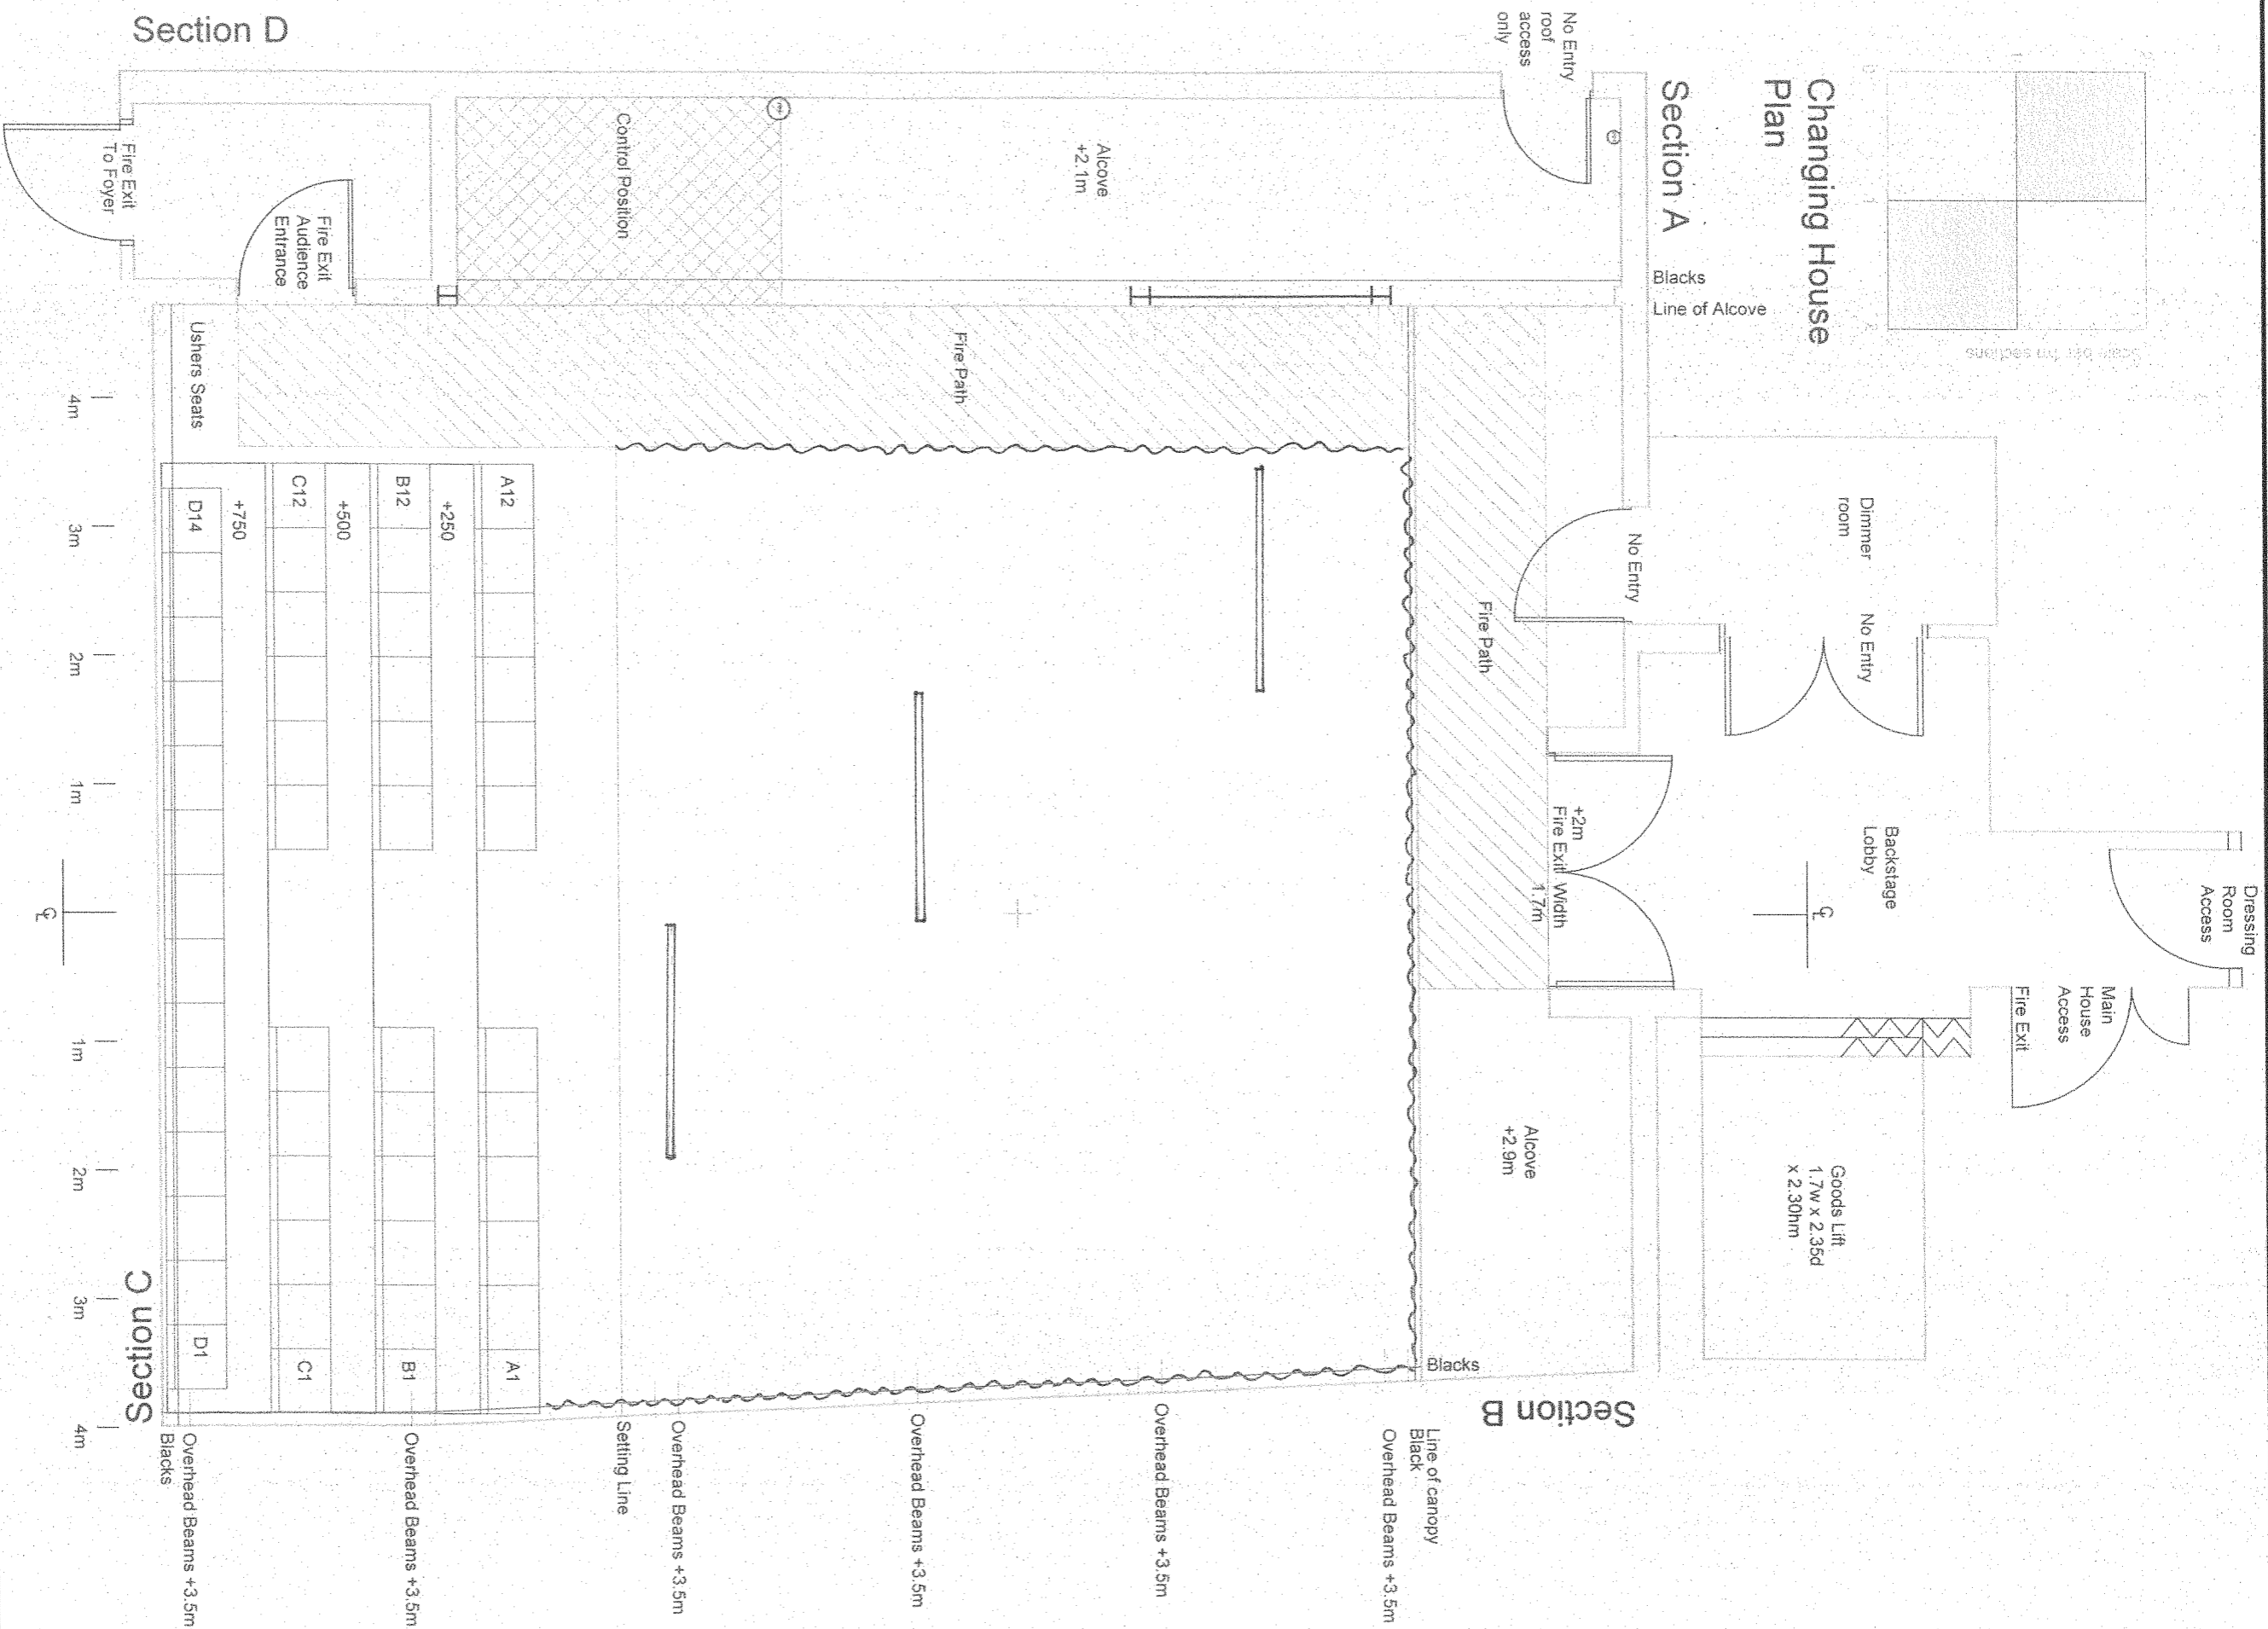 Section D
No Entry
roof
access
only
Section A
Changing House
Plan
Scale bar 1m sections
Fire Exit
To Foyer
Fire Exit
Audience
Entrance
Control Position
Alcove
+2.1m
Blacks
Line of Alcove
Ushers Seats
Fire Path
4m
3m
2m
1m
1m
2m
3m
4m
D14
+750
C12
+500
B12
+250
A12
No Entry
Fire Path
Dimmer
room
No Entry
+2m
Fire Exit Width
1.7m
Backstage
Lobby
Dressing
Room
Access
Main
House
Access
Fire Exit
Alcove
+2.9m
Goods Lift
1.7w x 2.35d
x 2.30hm
D1
C1
B1
A1
Blacks
Section C
Section B
Blacks
Overhead Beams +3.5m
Overhead Beams +3.5m
Setting Line
Overhead Beams +3.5m
Overhead Beams +3.5m
Overhead Beams +3.5m
Line of canopy
Black
Overhead Beams +3.5m